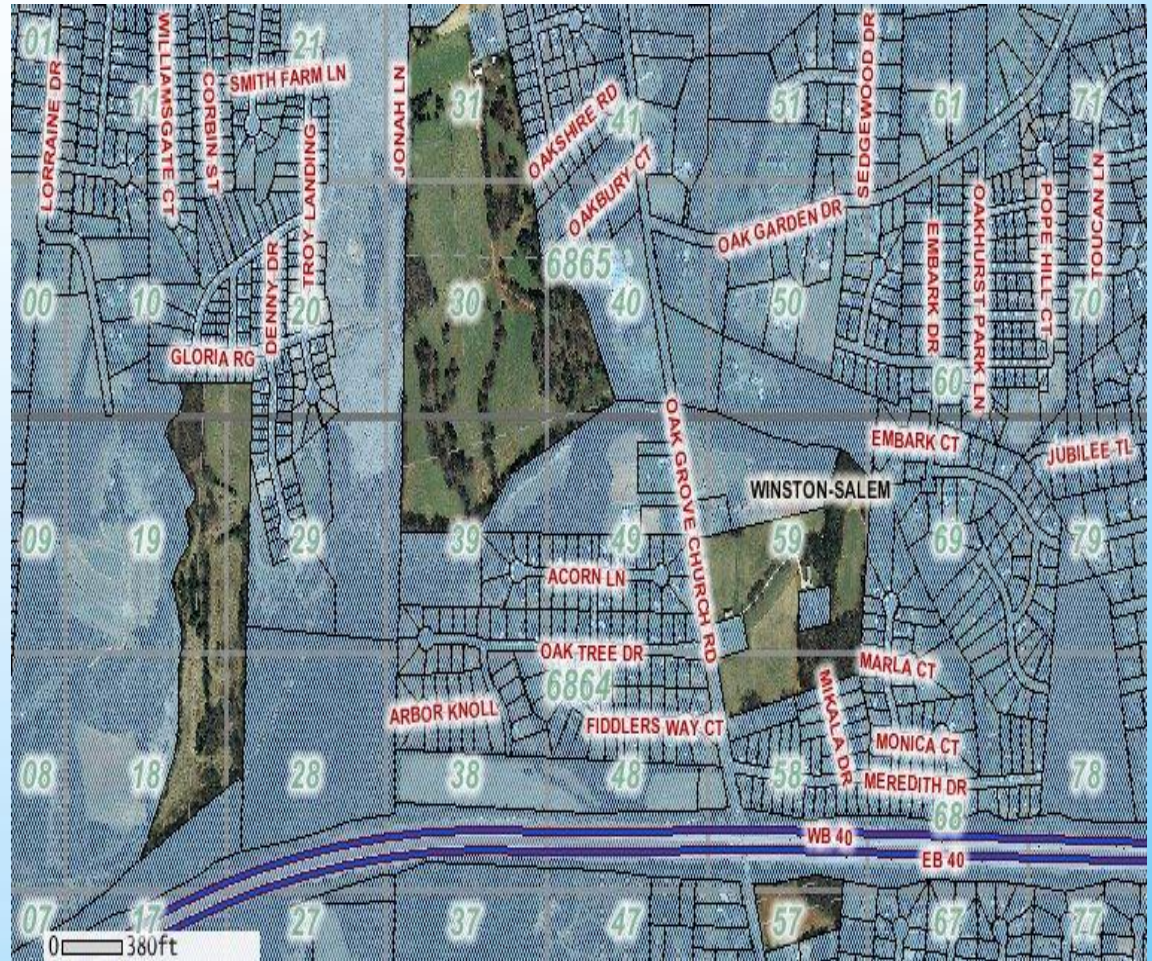 01
11
21
31
41
51
61
71
LORRAINE DR
WILLIAMSGATE CT
CORBIN ST
SMITH FARM LN
TROY LANDING
JONAH LN
OAKSHIRE RD
OAKBURY CT
SEDGEWOOD DR
OAK GARDEN DR
EMBARK DR
OAKHURST PARK LN
POPE HILL CT
TOUCAN LN
DENNY DR
6865
00
10
20
30
40
50
60
70
GLORIA RG
OAK GROVE CHURCH RD
EMBARK CT
JUBILEE TL
WINSTON-SALEM
09
19
29
39
49
59
69
79
ACORN LN
OAK TREE DR
MARLA CT
6864
ARBOR KNOLL
FIDDLERS WAY CT
MIKALA DR
MONICA CT
MEREDITH DR
08
18
28
38
48
58
68
78
WB 40
EB 40
07
17
27
37
47
57
67
77
0 380ft